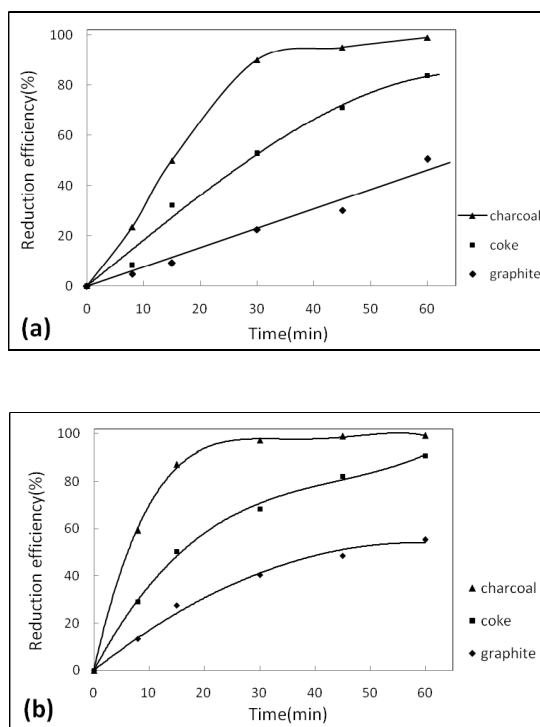 Reduction efficiency(%)
100
80
60
40
20
0
0 10 20 30 40 50 60
Time(min)
charcoal
coke
graphite
(a)
Reduction efficiency(%)
100
80
60
40
20
0
0 10 20 30 40 50 60
Time(min)
charcoal
coke
graphite
(b)